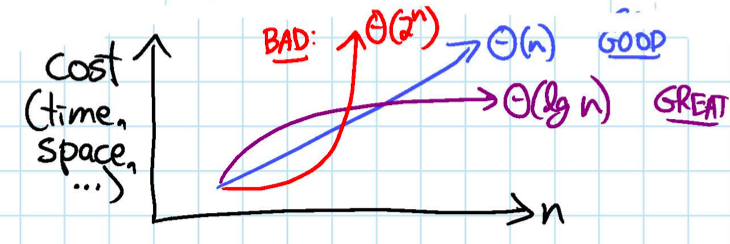 BAD: Θ(2ⁿ)
Θ(n) GOOD
Θ(lg n) GREAT
cost
(time,
space,
...)
n